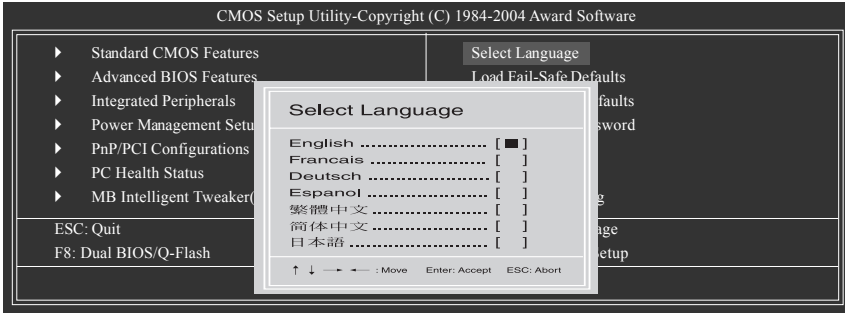 CMOS Setup Utility-Copyright (C) 1984-2004 Award Software
Standard CMOS Features
Advanced BIOS Features
Integrated Peripherals
Power Management Setu
PnP/PCI Configurations
PC Health Status
MB Intelligent Tweaker(
Select Language
Load Fail-Safe Defaults
faults
sword
g
ESC: Quit
F8: Dual BIOS/Q-Flash
age
etup
Select Language
English ........................ [■]
Francais ...................... [ ]
Deutsch ...................... [ ]
Espanol ...................... [ ]
繁體中文 ...................... [ ]
简体中文 ...................... [ ]
日本語 ......................... [ ]
↑ ↓ → ← : Move Enter: Accept ESC: Abort